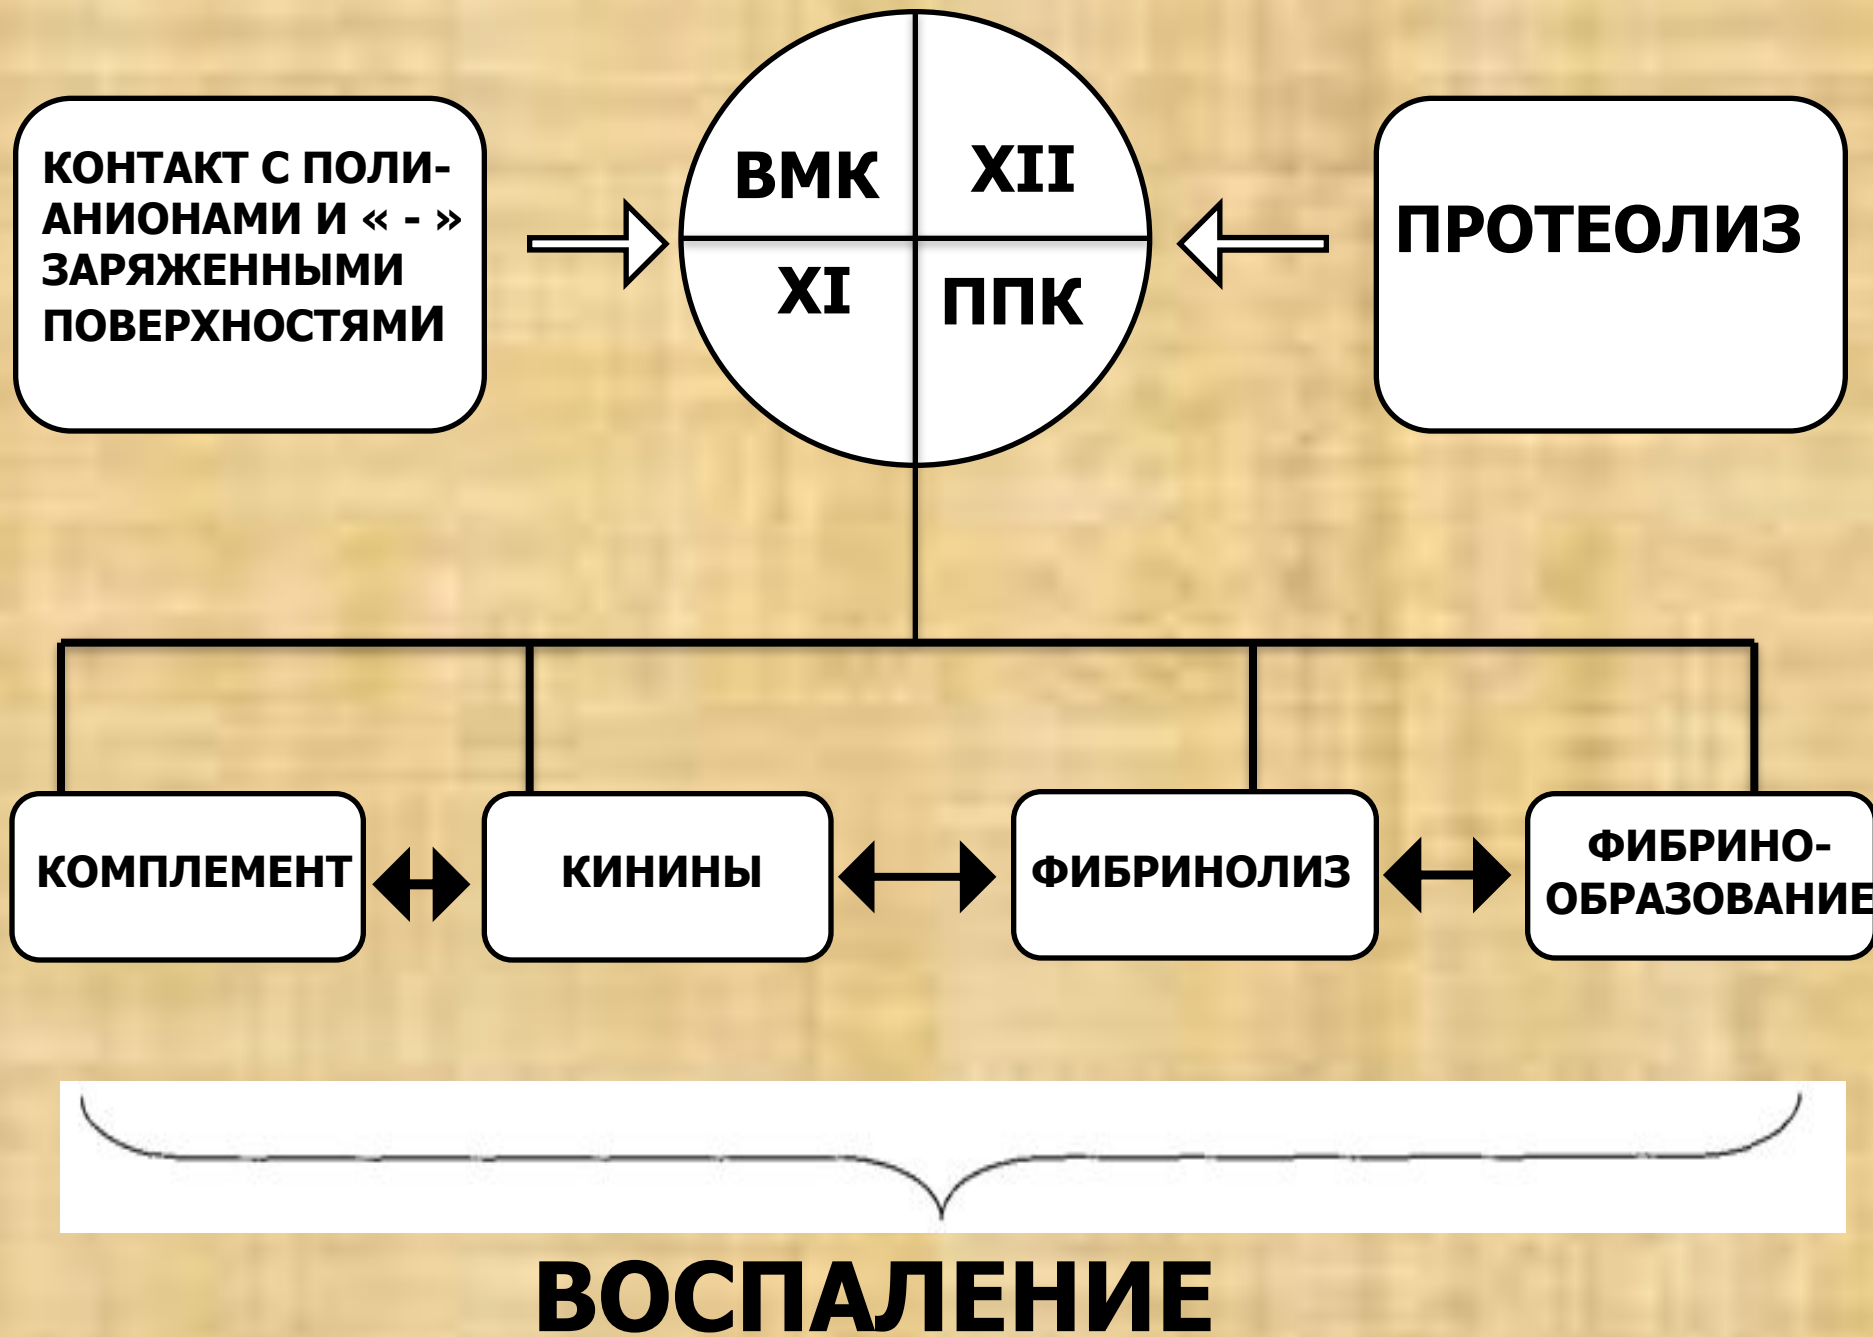 КОНТАКТ С ПОЛИ-
АНИОНАМИ И « - »
ЗАРЯЖЕННЫМИ
ПОВЕРХНОСТЯМИ
ВМК
XII
XI
ППК
ПРОТЕОЛИЗ
КОМПЛЕМЕНТ
КИНИНЫ
ФИБРИНОЛИЗ
ФИБРИНО-
ОБРАЗОВАНИЕ
ВОСПАЛЕНИЕ